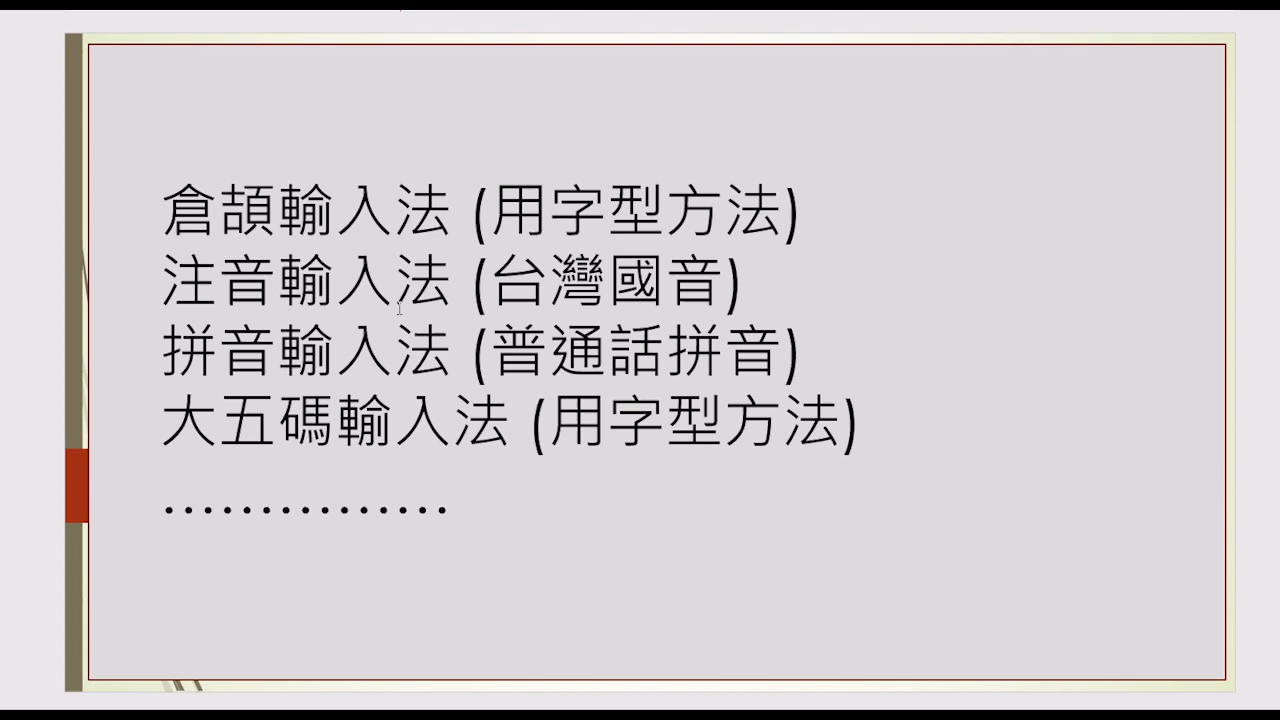 倉頡輸入法 (用字型方法)
注音輸入法 (台灣國音)
拼音輸入法 (普通話拼音)
大五碼輸入法 (用字型方法)
...............